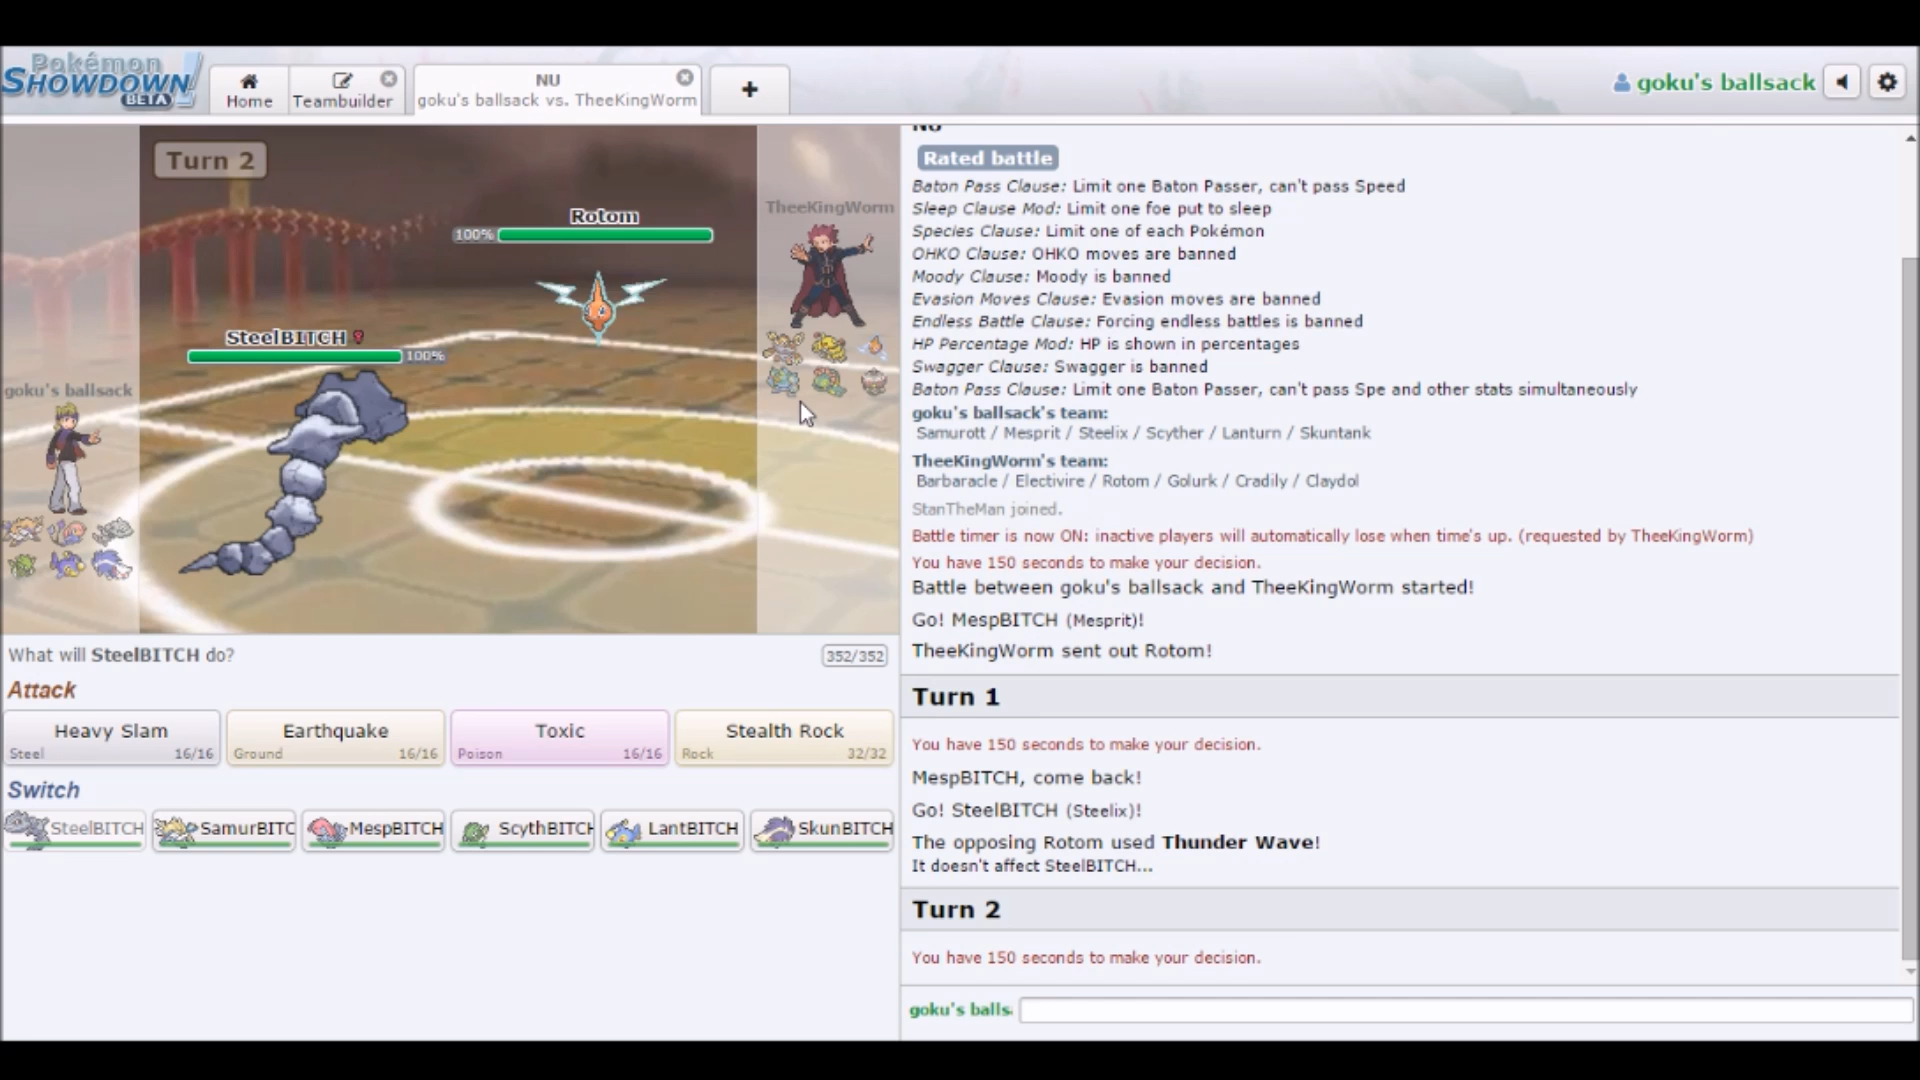 Pokémon
SHOWDOWN!
BETA
Home
Teambuilder
NU
goku's ballsack vs. TheeKingWorm
+
goku's ballsack
Turn 2
Rotom
100%
TheeKingWorm
SteelBITCH
100%
goku's ballsack
What will SteelBITCH do?
352/352
Attack
Heavy Slam
Steel 16/16
Earthquake
Ground 16/16
Toxic
Poison 16/16
Stealth Rock
Rock 32/32
Switch
SteelBITCH
SamurBITC
MespBITCH
ScythBITCH
LantBITCH
SkunBITCH
NU
Rated battle
Baton Pass Clause: Limit one Baton Passer, can't pass Speed
Sleep Clause Mod: Limit one foe put to sleep
Species Clause: Limit one of each Pokémon
OHKO Clause: OHKO moves are banned
Moody Clause: Moody is banned
Evasion Moves Clause: Evasion moves are banned
Endless Battle Clause: Forcing endless battles is banned
HP Percentage Mod: HP is shown in percentages
Swagger Clause: Swagger is banned
Baton Pass Clause: Limit one Baton Passer, can't pass Spe and other stats simultaneously
goku's ballsack's team:
Samurott / Mesprit / Steelix / Scyther / Lanturn / Skuntank
TheeKingWorm's team:
Barbaracle / Electivire / Rotom / Golurk / Cradily / Claydol
StanTheMan joined.
Battle timer is now ON: inactive players will automatically lose when time's up. (requested by TheeKingWorm)
You have 150 seconds to make your decision.
Battle between goku's ballsack and TheeKingWorm started!
Go! MespBITCH (Mesprit)!
TheeKingWorm sent out Rotom!
Turn 1
You have 150 seconds to make your decision.
MespBITCH, come back!
Go! SteelBITCH (Steelix)!
The opposing Rotom used Thunder Wave!
It doesn't affect SteelBITCH...
Turn 2
You have 150 seconds to make your decision.
goku's balls